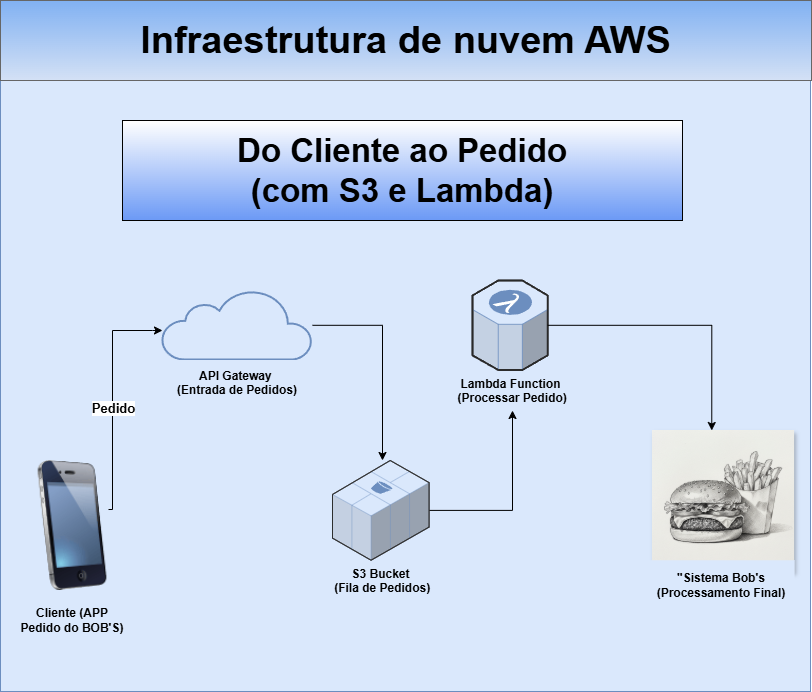 Infraestrutura de nuvem AWS
Do Cliente ao Pedido
(com S3 e Lambda)
API Gateway
(Entrada de Pedidos)
Lambda Function
(Processar Pedido)
Pedido
S3 Bucket
(Fila de Pedidos)
"Sistema Bob's
(Processamento Final)
Cliente (APP
Pedido do BOB'S)